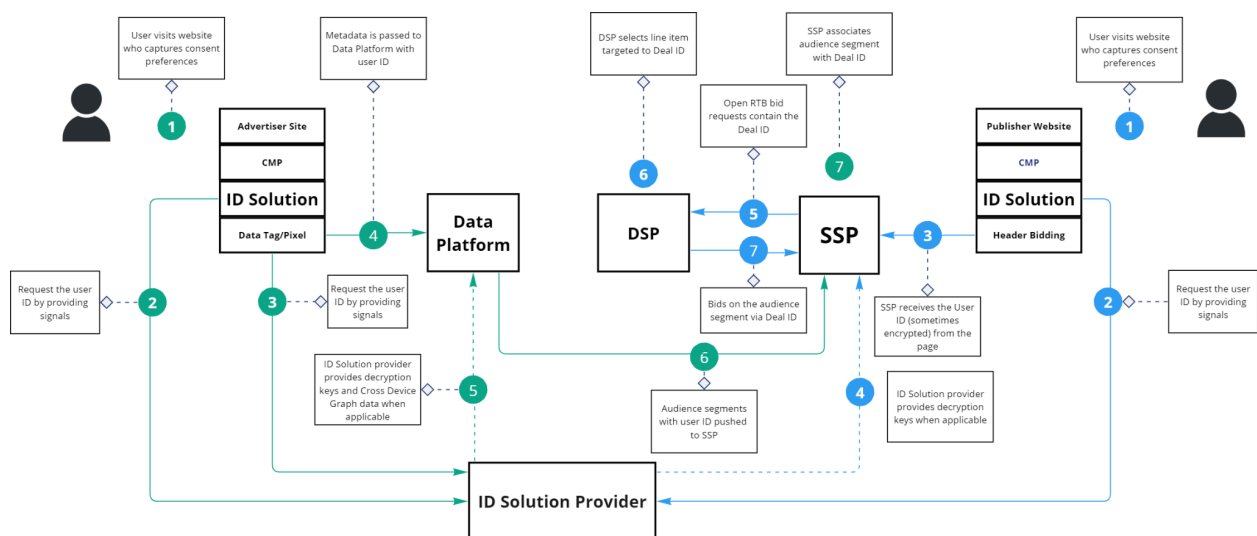 User visits website
who captures consent
preferences
Metadata is passed to
Data Platform with
user ID
DSP selects line item
targeted to Deal ID
SSP associates
audience segment
with Deal ID
User visits website
who captures consent
preferences
Open RTB bid
requests contain the
Deal ID
1
Advertiser Site
CMP
ID Solution
Data Tag/Pixel
4
Data
Platform
6
7
DSP
5
7
SSP
3
1
Publisher Website
CMP
ID Solution
Header Bidding
Request the user
ID by providing
signals
2
3
Request the user
ID by providing
signals
Bids on the audience
segment via Deal ID
SSP receives the User
ID (sometimes
encrypted) from the
page
2
Request the user
ID by providing
signals
ID Solution provider
provides decryption
keys and Cross Device
Graph data when
applicable
5
6
Audience segments
with user ID pushed
to SSP
4
ID Solution provider
provides decryption
keys when applicable
ID Solution Provider